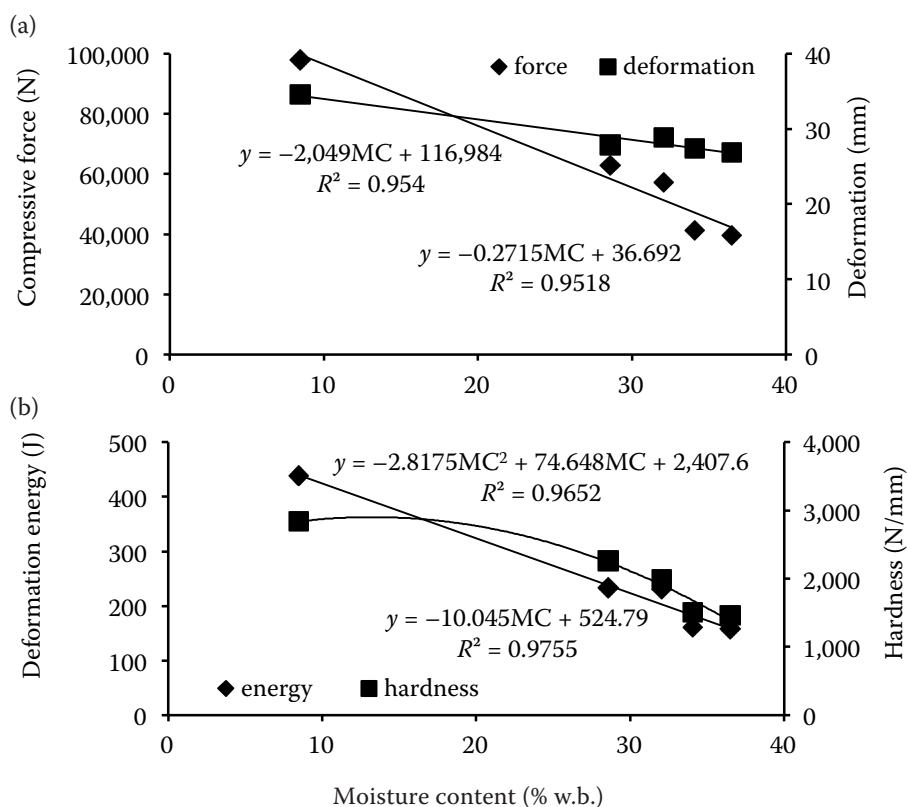 (a)
Compressive force (N)
100,000
80,000
60,000
40,000
20,000
0
force
deformation
y = −2,049MC + 116,984
R² = 0.954
y = −0.2715MC + 36.692
R² = 0.9518
40
30
20
10
0
Deformation (mm)
0
10
20
30
40
(b)
Deformation energy (J)
500
400
300
200
100
0
y = −2.8175MC² + 74.648MC + 2,407.6
R² = 0.9652
y = −10.045MC + 524.79
R² = 0.9755
energy
hardness
4,000
3,000
2,000
1,000
0
Hardness (N/mm)
0
10
20
30
40
Moisture content (% w.b.)